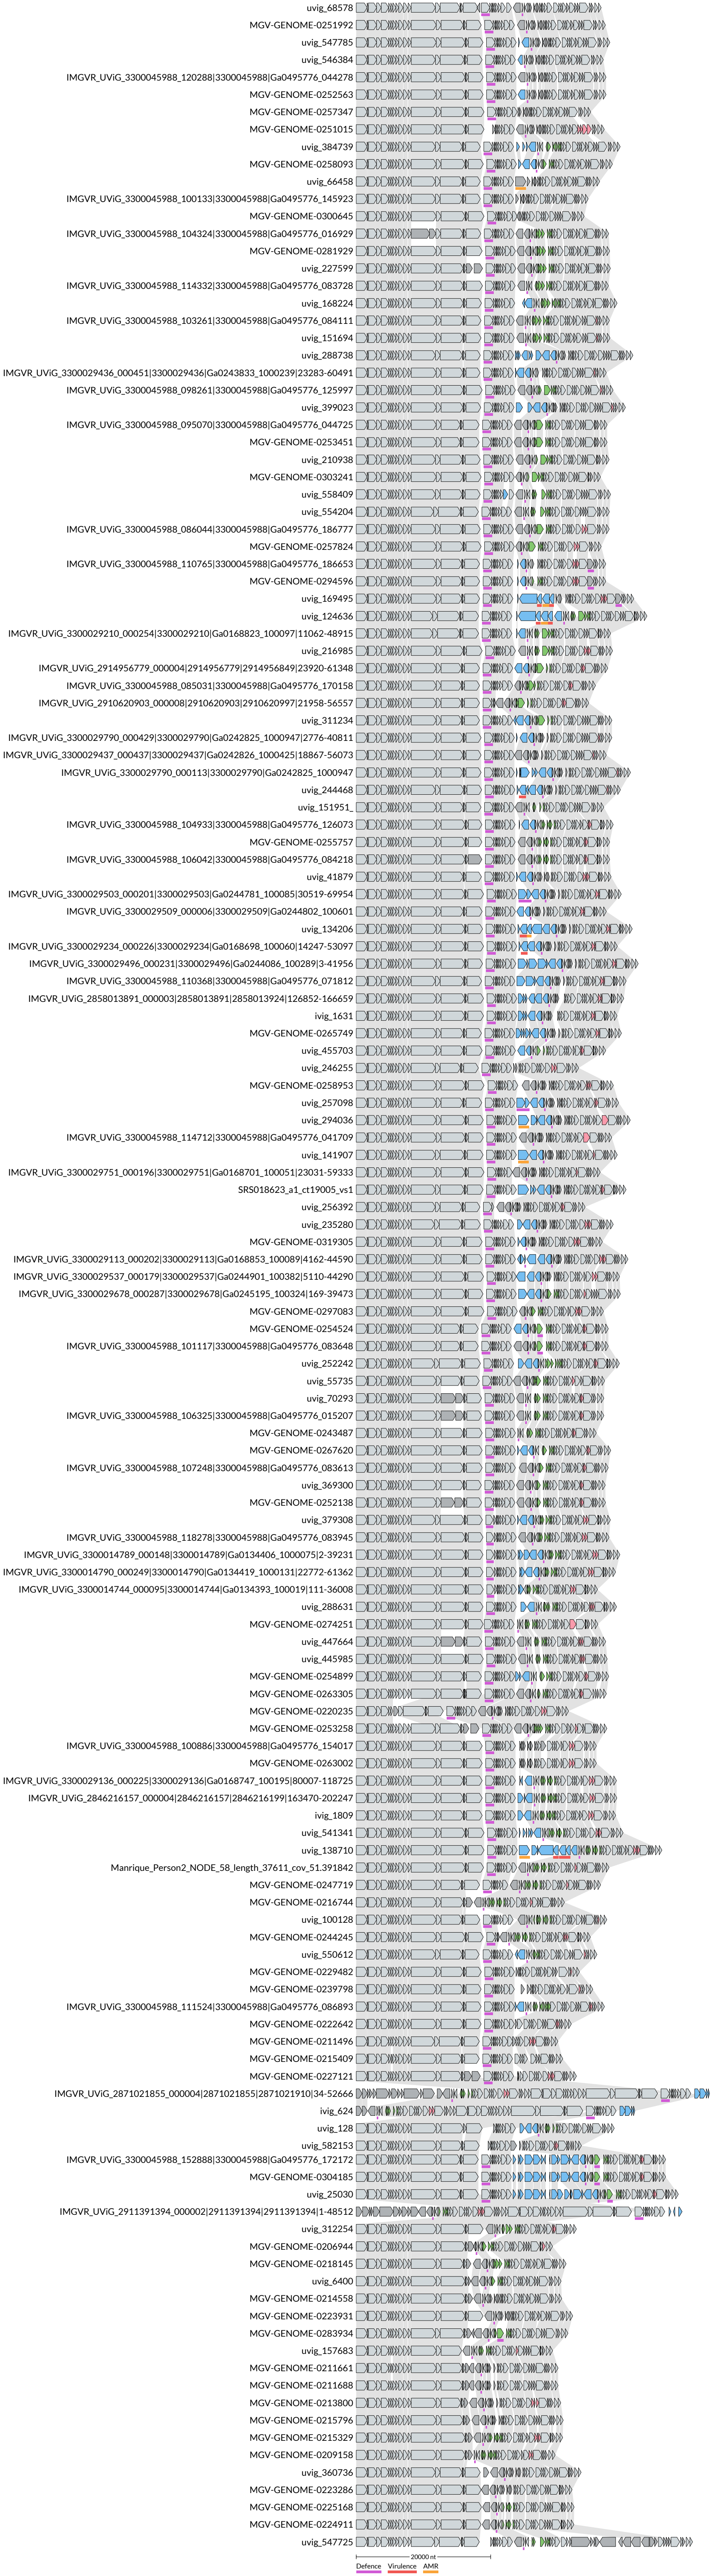 uvig_68578
MGV-GENOME-0251992
uvig_547785
uvig_546384
IMGVR_UViG_3300045988_120288|3300045988|Ga0495776_044278
MGV-GENOME-0252563
MGV-GENOME-0257347
MGV-GENOME-0251015
uvig_384739
MGV-GENOME-0258093
uvig_66458
IMGVR_UViG_3300045988_100133|3300045988|Ga0495776_145923
MGV-GENOME-0300645
IMGVR_UViG_3300045988_104324|3300045988|Ga0495776_016929
MGV-GENOME-0281929
uvig_227599
IMGVR_UViG_3300045988_114332|3300045988|Ga0495776_083728
uvig_168224
IMGVR_UViG_3300045988_103261|3300045988|Ga0495776_084111
uvig_151694
uvig_288738
IMGVR_UViG_3300029436_000451|3300029436|Ga0243833_1000239|23283-60491
IMGVR_UViG_3300045988_098261|3300045988|Ga0495776_125997
uvig_399023
IMGVR_UViG_3300045988_095070|3300045988|Ga0495776_044725
MGV-GENOME-0253451
uvig_210938
MGV-GENOME-0303241
uvig_558409
uvig_554204
IMGVR_UViG_3300045988_086044|3300045988|Ga0495776_186777
MGV-GENOME-0257824
IMGVR_UViG_3300045988_110765|3300045988|Ga0495776_186653
MGV-GENOME-0294596
uvig_169495
uvig_124636
IMGVR_UViG_3300029210_000254|3300029210|Ga0168823_100097|11062-48915
uvig_216985
IMGVR_UViG_2914956779_000004|2914956779|2914956849|23920-61348
IMGVR_UViG_3300045988_085031|3300045988|Ga0495776_170158
IMGVR_UViG_2910620903_000008|2910620903|2910620997|21958-56557
uvig_311234
IMGVR_UViG_3300029790_000429|3300029790|Ga0242825_1000947|2776-40811
IMGVR_UViG_3300029437_000437|3300029437|Ga0242826_1000425|18867-56073
IMGVR_UViG_3300029790_000113|3300029790|Ga0242825_1000947
uvig_244468
uvig_151951_
IMGVR_UViG_3300045988_104933|3300045988|Ga0495776_126073
MGV-GENOME-0255757
IMGVR_UViG_3300045988_106042|3300045988|Ga0495776_084218
uvig_41879
IMGVR_UViG_3300029503_000201|3300029503|Ga0244781_100085|30519-69954
IMGVR_UViG_3300029509_000006|3300029509|Ga0244802_100601
uvig_134206
IMGVR_UViG_3300029234_000226|3300029234|Ga0168698_100060|14247-53097
IMGVR_UViG_3300029496_000231|3300029496|Ga0244086_100289|3-41956
IMGVR_UViG_3300045988_110368|3300045988|Ga0495776_071812
IMGVR_UViG_2858013891_000003|2858013891|2858013924|126852-166659
ivig_1631
MGV-GENOME-0265749
uvig_455703
uvig_246255
MGV-GENOME-0258953
uvig_257098
uvig_294036
IMGVR_UViG_3300045988_114712|3300045988|Ga0495776_041709
uvig_141907
IMGVR_UViG_3300029751_000196|3300029751|Ga0168701_100051|23031-59333
SRS018623_a1_ct19005_vs1
uvig_256392
uvig_235280
MGV-GENOME-0319305
IMGVR_UViG_3300029113_000202|3300029113|Ga0168853_100089|4162-44590
IMGVR_UViG_3300029537_000179|3300029537|Ga0244901_100382|5110-44290
IMGVR_UViG_3300029678_000287|3300029678|Ga0245195_100324|169-39473
MGV-GENOME-0297083
MGV-GENOME-0254524
IMGVR_UViG_3300045988_101117|3300045988|Ga0495776_083648
uvig_252242
uvig_55735
uvig_70293
IMGVR_UViG_3300045988_106325|3300045988|Ga0495776_015207
MGV-GENOME-0243487
MGV-GENOME-0267620
IMGVR_UViG_3300045988_107248|3300045988|Ga0495776_083613
uvig_369300
MGV-GENOME-0252138
uvig_379308
IMGVR_UViG_3300045988_118278|3300045988|Ga0495776_083945
IMGVR_UViG_3300014789_000148|3300014789|Ga0134406_1000075|2-39231
IMGVR_UViG_3300014790_000249|3300014790|Ga0134419_1000131|22772-61362
IMGVR_UViG_3300014744_000095|3300014744|Ga0134393_100019|111-36008
uvig_288631
MGV-GENOME-0274251
uvig_447664
uvig_445985
MGV-GENOME-0254899
MGV-GENOME-0263305
MGV-GENOME-0220235
MGV-GENOME-0253258
IMGVR_UViG_3300045988_100886|3300045988|Ga0495776_154017
MGV-GENOME-0263002
IMGVR_UViG_3300029136_000225|3300029136|Ga0168747_100195|80007-118725
IMGVR_UViG_2846216157_000004|2846216157|2846216199|163470-202247
ivig_1809
uvig_541341
uvig_138710
Manrique_Person2_NODE_58_length_37611_cov_51.391842
MGV-GENOME-0247719
MGV-GENOME-0216744
uvig_100128
MGV-GENOME-0244245
uvig_550612
MGV-GENOME-0229482
MGV-GENOME-0239798
IMGVR_UViG_3300045988_111524|3300045988|Ga0495776_086893
MGV-GENOME-0222642
MGV-GENOME-0211496
MGV-GENOME-0215409
MGV-GENOME-0227121
IMGVR_UViG_2871021855_000004|2871021855|2871021910|34-52666
ivig_624
uvig_128
uvig_582153
IMGVR_UViG_3300045988_152888|3300045988|Ga0495776_172172
MGV-GENOME-0304185
uvig_25030
IMGVR_UViG_2911391394_000002|2911391394|2911391394|1-48512
uvig_312254
MGV-GENOME-0206944
MGV-GENOME-0218145
uvig_6400
MGV-GENOME-0214558
MGV-GENOME-0223931
MGV-GENOME-0283934
uvig_157683
MGV-GENOME-0211661
MGV-GENOME-0211688
MGV-GENOME-0213800
MGV-GENOME-0215796
MGV-GENOME-0215329
MGV-GENOME-0209158
uvig_360736
MGV-GENOME-0223286
MGV-GENOME-0225168
MGV-GENOME-0224911
uvig_547725
20000 nt
Defence Virulence AMR